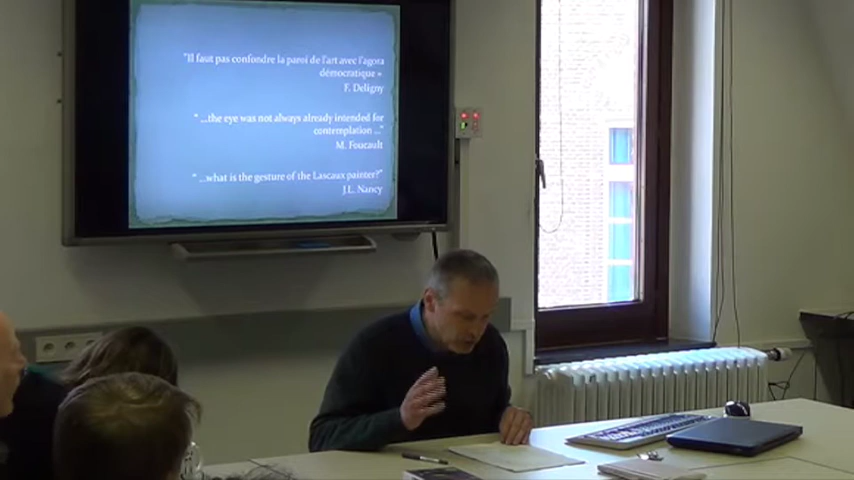 "Il faut pas confondre la paroi de l'art avec l'agora
démocratique »
F. Deligny
" ...the eye was not always already intended for
contemplation ..."
M. Foucault
" ...what is the gesture of the Lascaux painter?"
J.L. Nancy